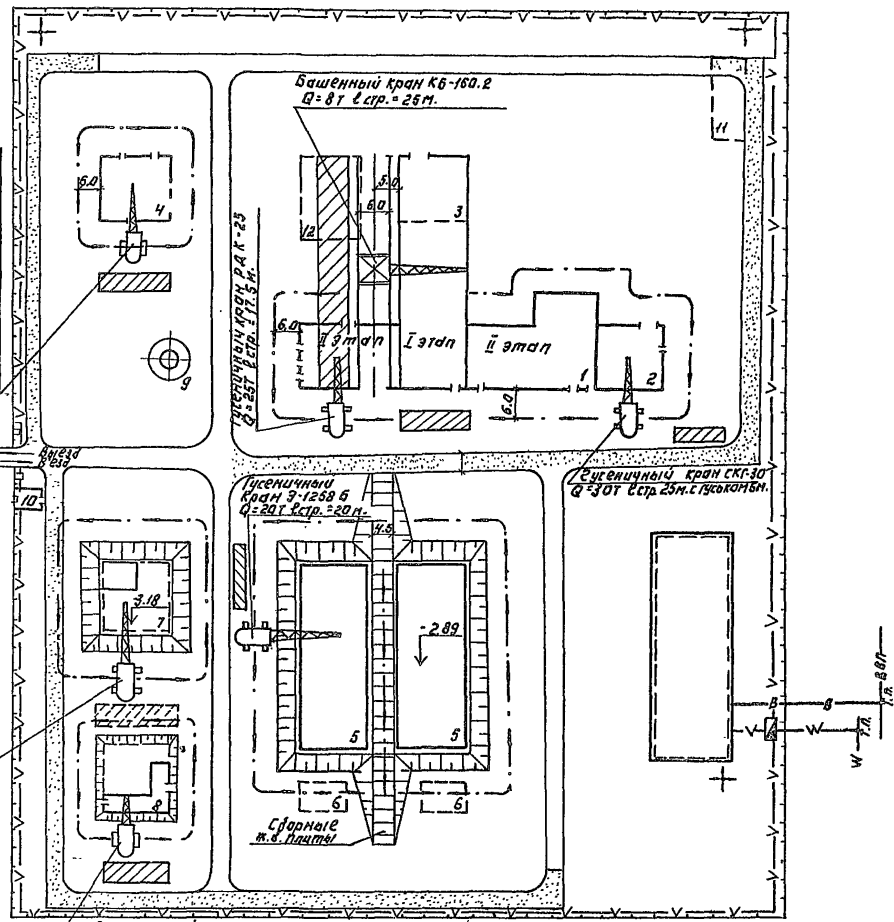 Башенный кран КБ-160.2
Q=8т ℓ стр.=25м.
11
6.0
4
5.0
6.0
3
12
Гусеничный кран РДК-25
Q=25т ℓ стр.=17.5м.
6.0
II этап
I этап
II этап
1
2
6.0
9
Выезд
Въезд
10
Гусеничный
кран Э-1258 Б
Q=20т ℓ стр.=20м.
Гусеничный кран СКГ-30
Q=30т ℓ стр 25м. с гуськом 5м.
4.5
-3.18
7
-2.89
5
5
8
6
6
Сборные
ж.б. плиты
В
В
т.п. ВВП
V
W
W
т.п.